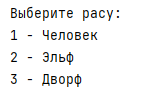 Выберите расу:
1 - Человек
2 - Эльф
3 - Дворф